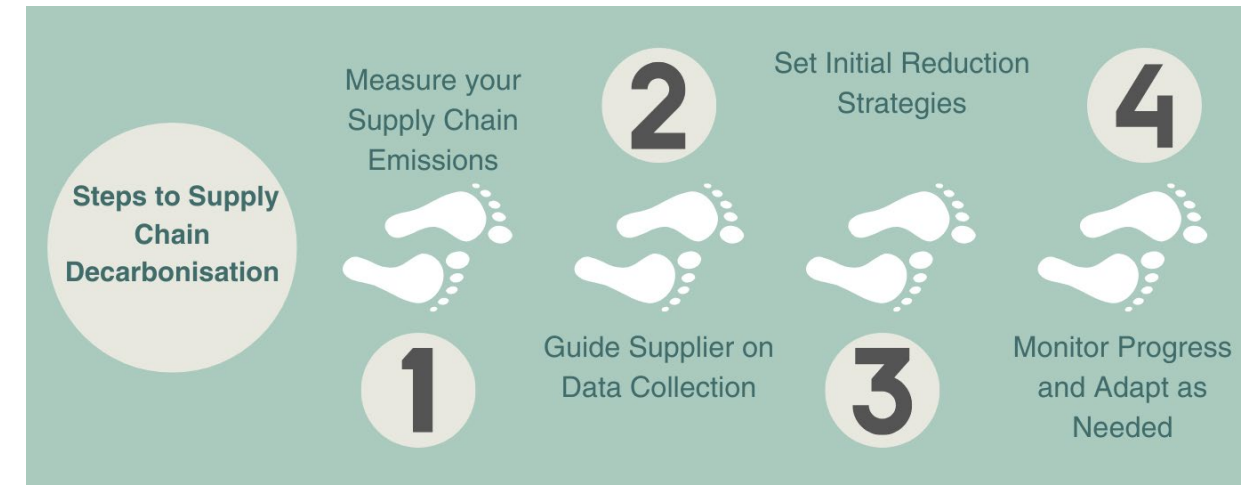 Steps to Supply
Chain
Decarbonisation
Measure your
Supply Chain
Emissions
1
2
Guide Supplier on
Data Collection
Set Initial Reduction
Strategies
3
4
Monitor Progress
and Adapt as
Needed